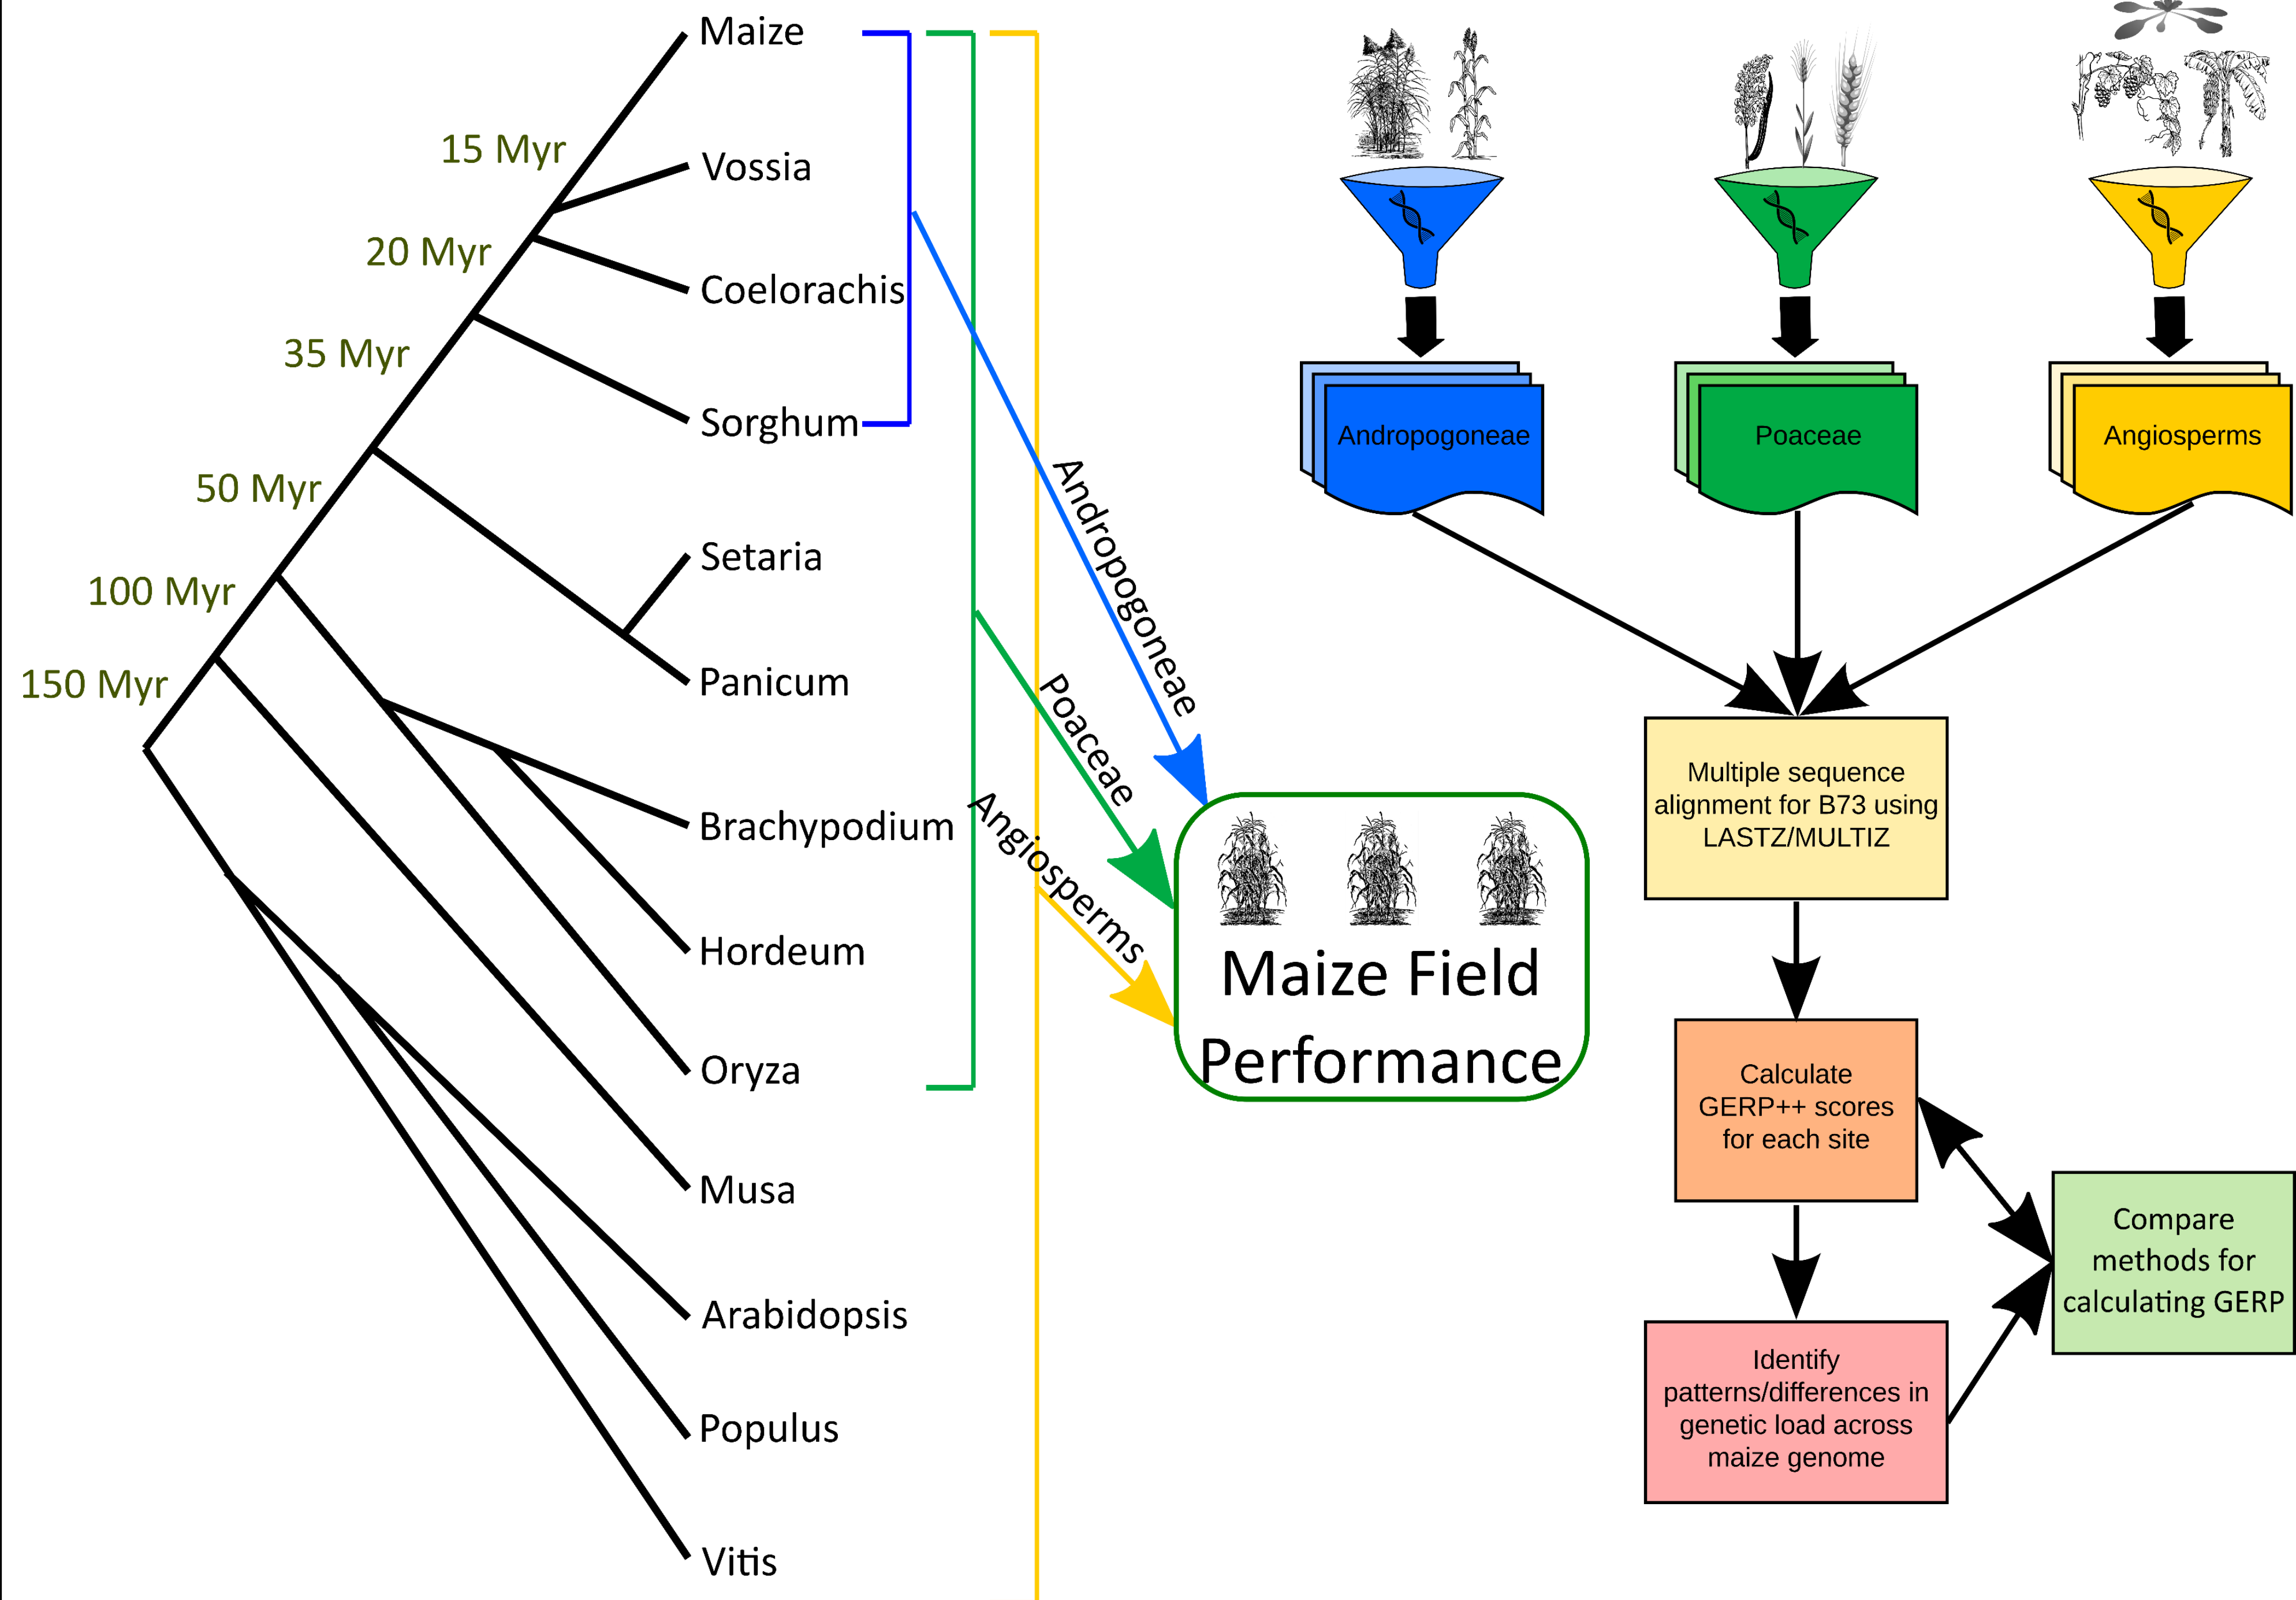 Maize
15 Myr
Vossia
20 Myr
Coelorachis
35 Myr
Sorghum
50 Myr
Setaria
100 Myr
Panicum
150 Myr
Brachypodium
Hordeum
Oryza
Musa
Arabidopsis
Populus
Vitis
Andropogoneae
Poaceae
Angiosperms
Maize Field
Performance
Andropogoneae
Poaceae
Angiosperms
Multiple sequence
alignment for B73 using
LASTZ/MULTIZ
Calculate
GERP++ scores
for each site
Compare
methods for
calculating GERP
Identify
patterns/differences in
genetic load across
maize genome